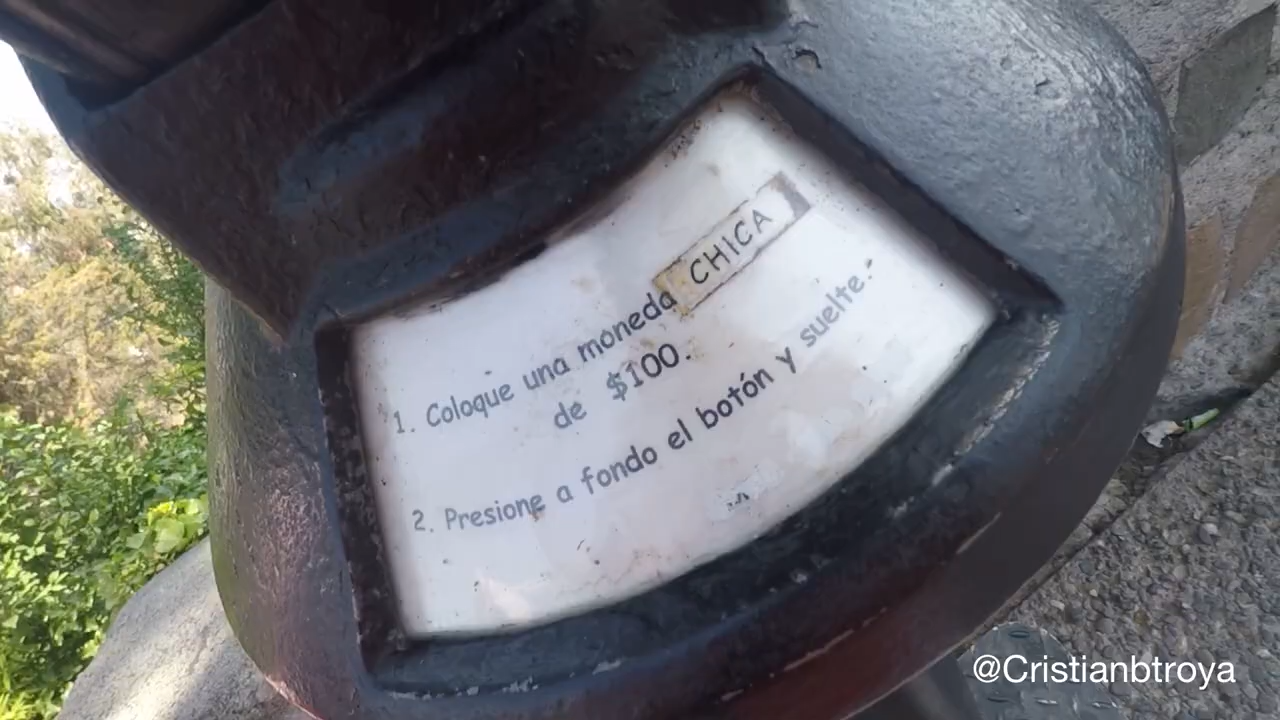 1. Coloque una moneda CHICA
de $100.
2. Presione a fondo el botón y suelte.
@Cristianbtroya